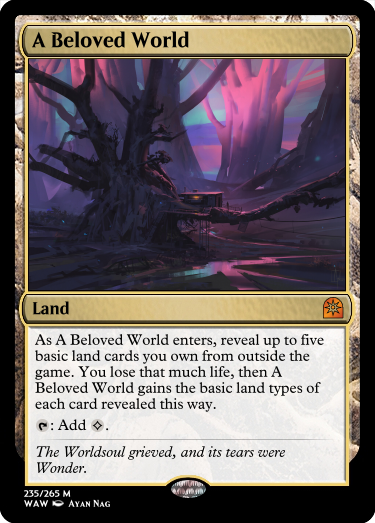 A Beloved World
Land
As A Beloved World enters, reveal up to five
basic land cards you own from outside the
game. You lose that much life, then A
Beloved World gains the basic land types of
each card revealed this way.
: Add .
The Worldsoul grieved, and its tears were
Wonder.
235/265 M
WAW Ayan Nag